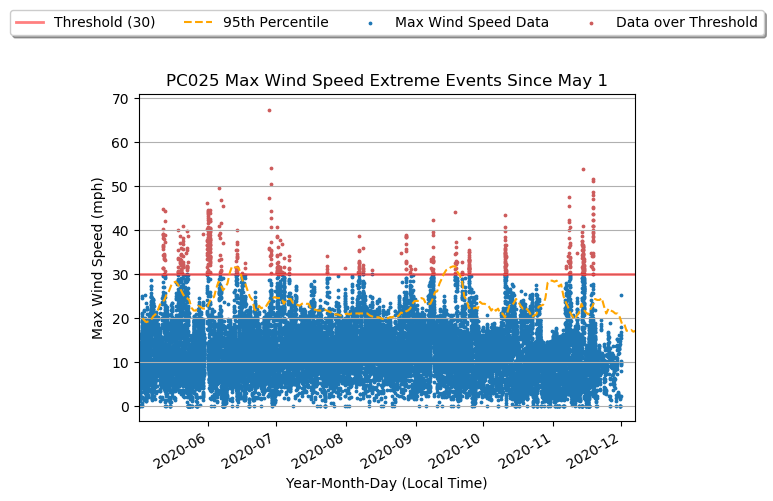 Threshold (30) 95th Percentile Max Wind Speed Data Data over Threshold
PC025 Max Wind Speed Extreme Events Since May 1
70
60
50
40
30
20
10
0
Max Wind Speed (mph)
2020-06 2020-07 2020-08 2020-09 2020-10 2020-11 2020-12
Year-Month-Day (Local Time)